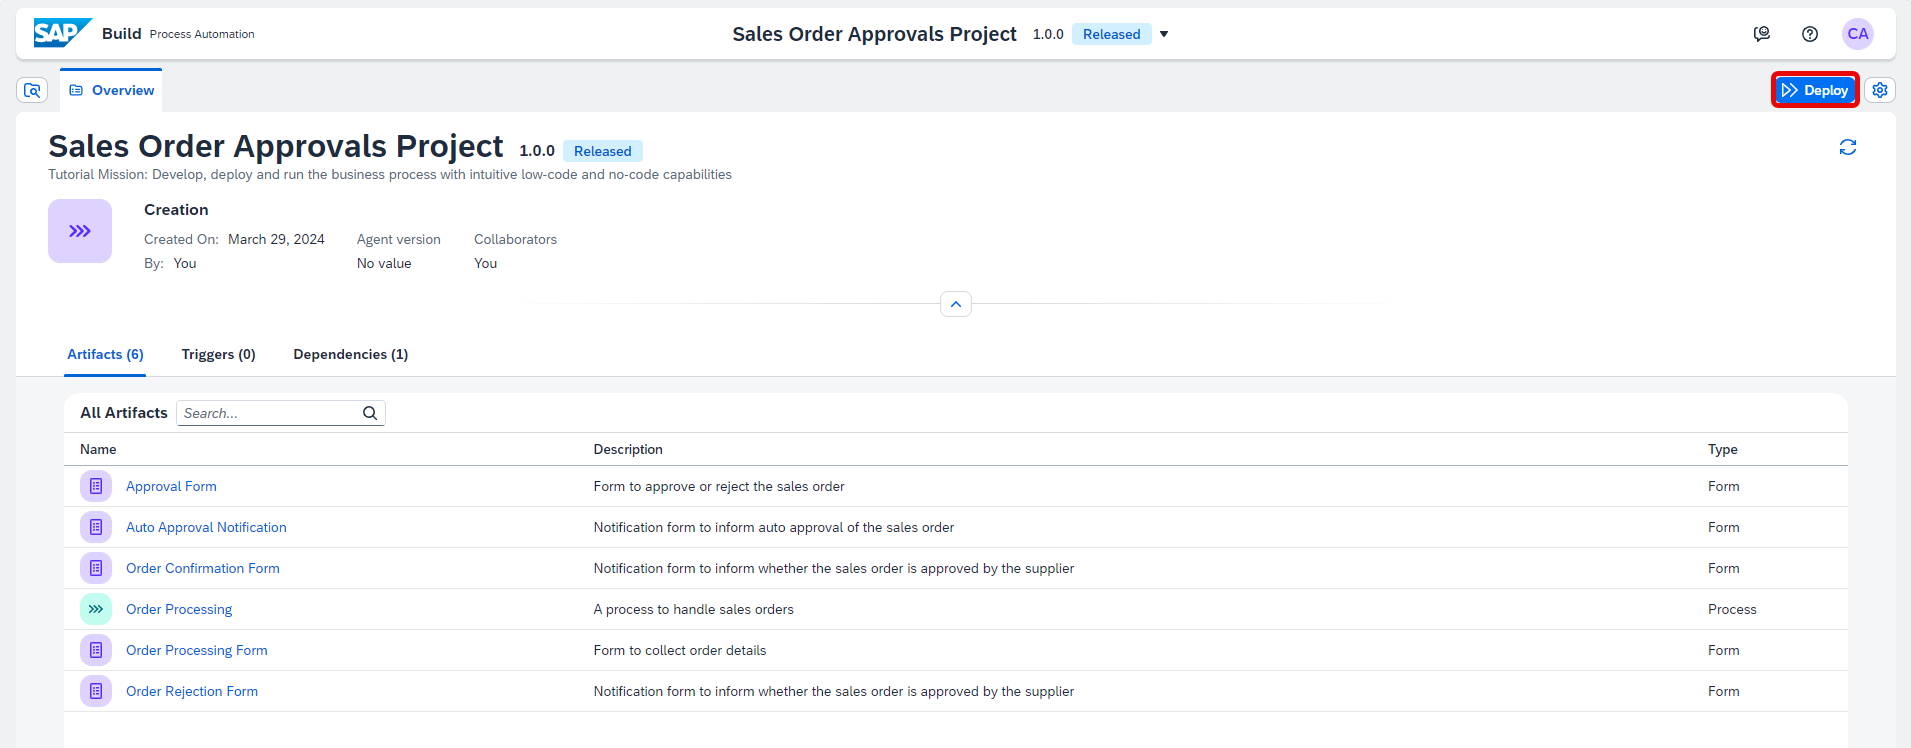 SAP Build Process Automation Sales Order Approvals Project 1.0.0 Released CA
Overview Deploy
Sales Order Approvals Project 1.0.0 Released
Tutorial Mission: Develop, deploy and run the business process with intuitive low-code and no-code capabilities
Creation
Created On: March 29, 2024 Agent version Collaborators
By: You No value You
Artifacts (6) Triggers (0) Dependencies (1)
All Artifacts Search...
Name Description Type
Approval Form Form to approve or reject the sales order Form
Auto Approval Notification Notification form to inform auto approval of the sales order Form
Order Confirmation Form Notification form to inform whether the sales order is approved by the supplier Form
Order Processing A process to handle sales orders Process
Order Processing Form Form to collect order details Form
Order Rejection Form Notification form to inform whether the sales order is approved by the supplier Form